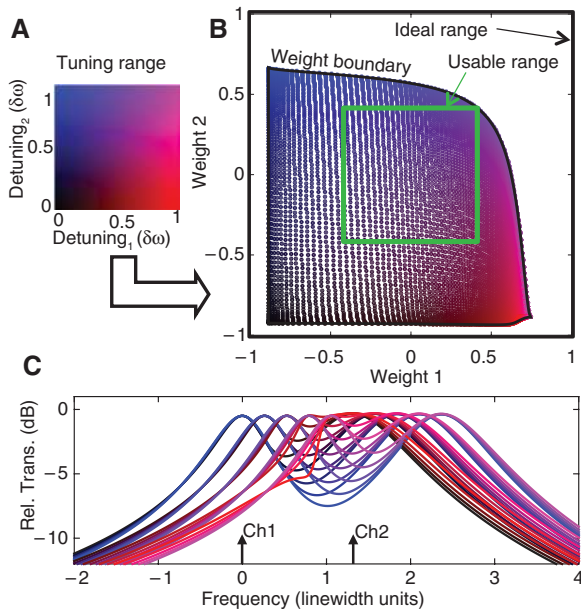 A
Tuning range
Detuning₂ (δω)
1
0.5
0
0 0.5 1
Detuning₁ (δω)
B
Ideal range
Usable range
Weight boundary
Weight 2
1
0.5
0
−0.5
−1
−1 −0.5 0 0.5 1
Weight 1
C
Rel. Trans. (dB)
0
−5
−10
Ch1
Ch2
−2 −1 0 1 2 3 4
Frequency (linewidth units)